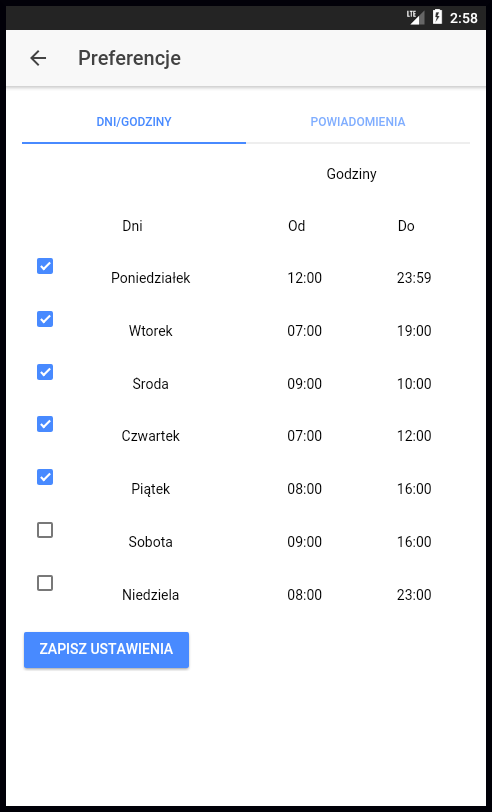 LTE 2:58
Preferencje
DNI/GODZINY POWIADOMIENIA
Godziny
Dni Od Do
Poniedziałek 12:00 23:59
Wtorek 07:00 19:00
Sroda 09:00 10:00
Czwartek 07:00 12:00
Piątek 08:00 16:00
Sobota 09:00 16:00
Niedziela 08:00 23:00
ZAPISZ USTAWIENIA